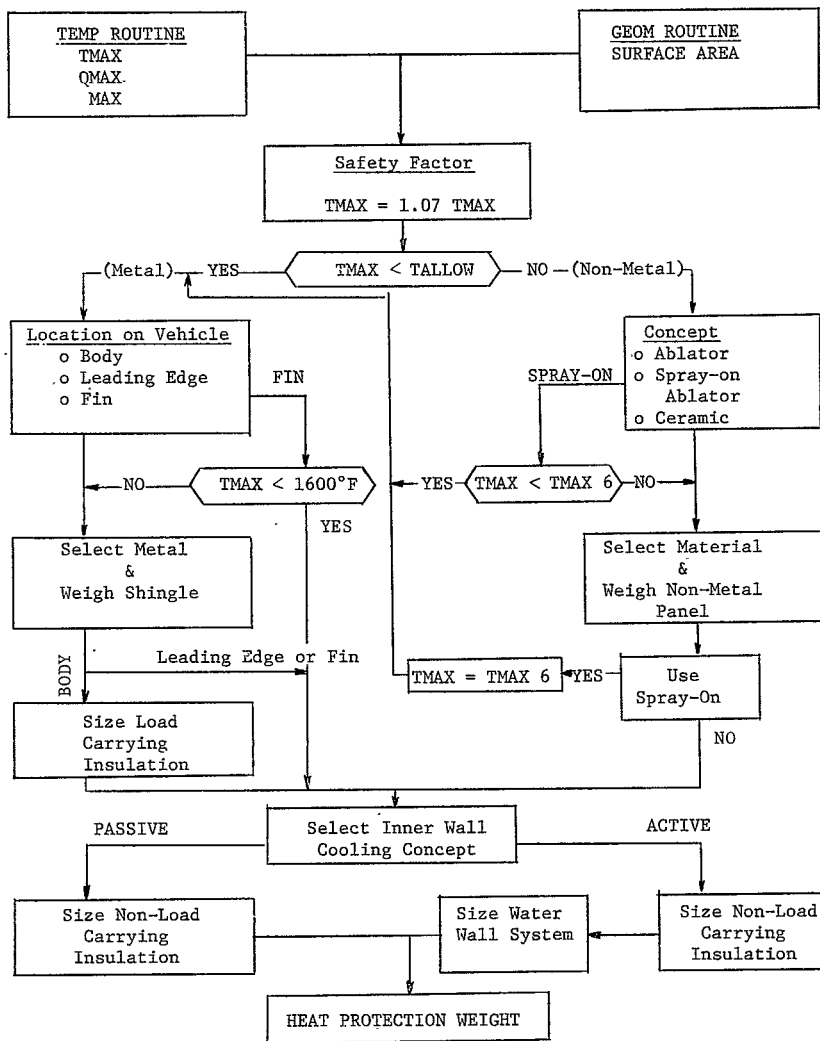 TEMP ROUTINE
TMAX
QMAX.
MAX
GEOM ROUTINE
SURFACE AREA
Safety Factor
TMAX = 1.07 TMAX
(Metal) YES
TMAX < TALLOW
NO (Non-Metal)
Location on Vehicle
o Body
o Leading Edge
o Fin
FIN
Concept
o Ablator
o Spray-on
Ablator
o Ceramic
SPRAY-ON
NO
TMAX < 1600°F
YES
YES
TMAX < TMAX 6
NO
Select Metal
&
Weigh Shingle
Select Material
&
Weigh Non-Metal
Panel
BODY
Leading Edge or Fin
TMAX = TMAX 6
YES
Use
Spray-On
NO
Size Load
Carrying
Insulation
PASSIVE
Select Inner Wall
Cooling Concept
ACTIVE
Size Non-Load
Carrying
Insulation
Size Water
Wall System
Size Non-Load
Carrying
Insulation
HEAT PROTECTION WEIGHT